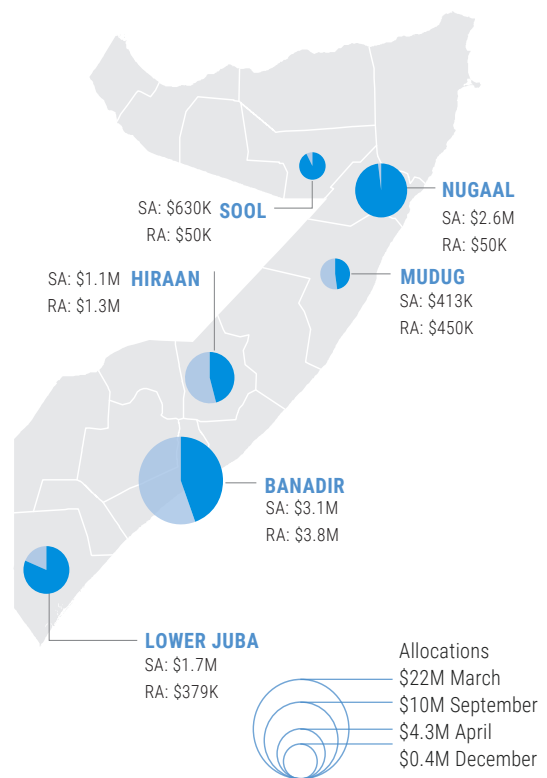 SA: $630K SOOL
RA: $50K
NUGAAL
SA: $2.6M
RA: $50K
SA: $1.1M HIRAAN
RA: $1.3M
MUDUG
SA: $413K
RA: $450K
BANADIR
SA: $3.1M
RA: $3.8M
LOWER JUBA
SA: $1.7M
RA: $379K
Allocations
$22M March
$10M September
$4.3M April
$0.4M December